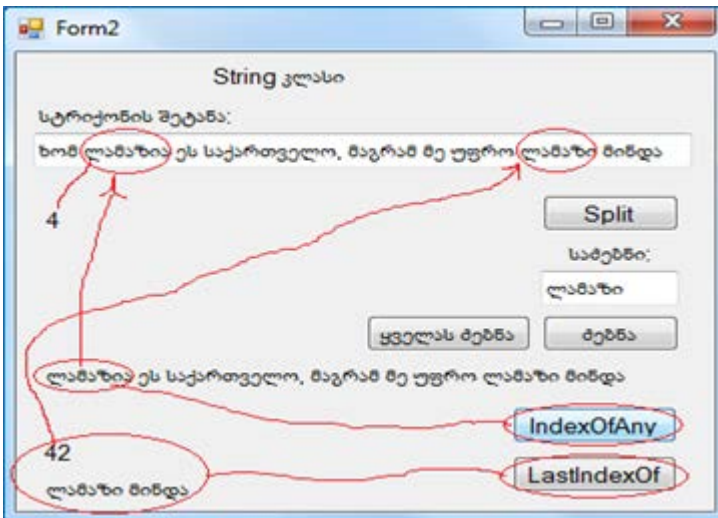 Form2
String კლასი
სტრიქონის შეტანა:
ხომ ლამაზია ეს საქართველო, მაგრამ მე უფრო ლამაზი მინდა
4
Split
საძებნი:
ლამაზი
ყველას ძებნა
ძებნა
ლამაზია ეს საქართველო, მაგრამ მე უფრო ლამაზი მინდა
IndexOfAny
42
LastIndexOf
ლამაზი მინდა